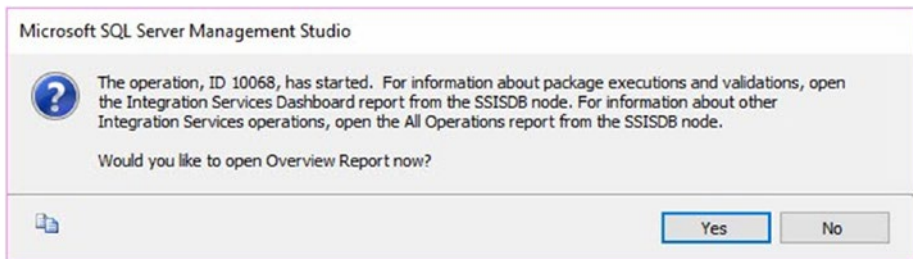 Microsoft SQL Server Management Studio
The operation, ID 10068, has started. For information about package executions and validations, open
the Integration Services Dashboard report from the SSISDB node. For information about other
Integration Services operations, open the All Operations report from the SSISDB node.
Would you like to open Overview Report now?
Yes No